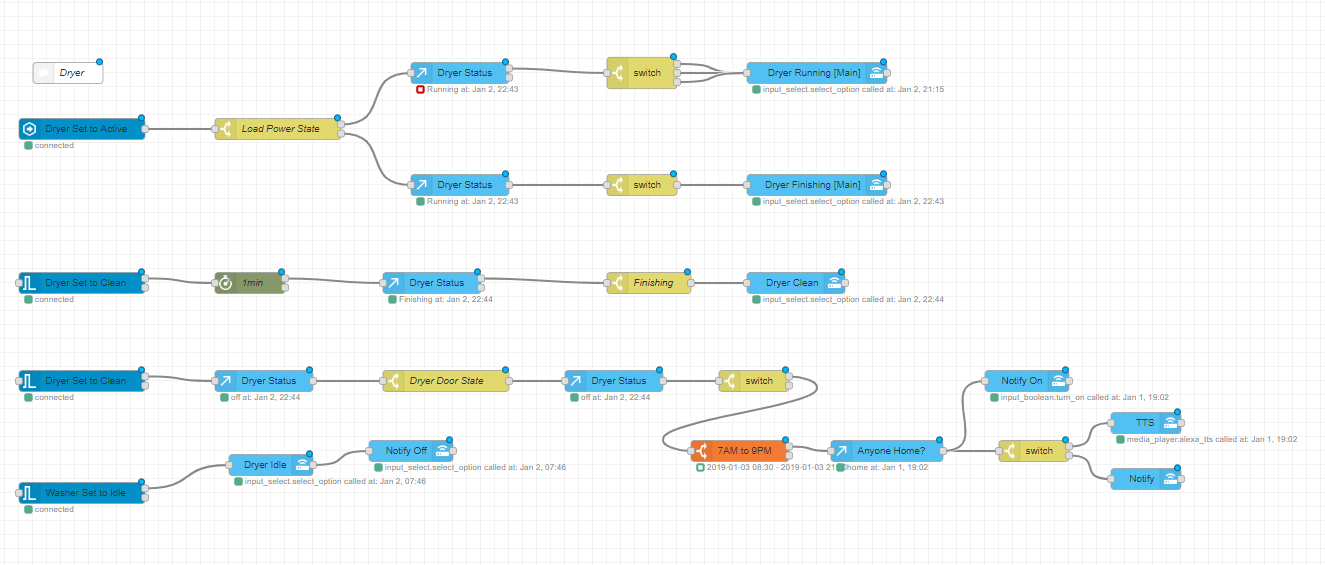 Dryer
Dryer Status
Running at: Jan 2, 22:43
switch
Dryer Running [Main]
input_select.select_option called at: Jan 2, 21:15
Dryer Set to Active
connected
Load Power State
Dryer Status
Running at: Jan 2, 22:43
switch
Dryer Finishing [Main]
input_select.select_option called at: Jan 2, 22:43
Dryer Set to Clean
connected
1min
Dryer Status
Finishing at: Jan 2, 22:44
Finishing
Dryer Clean
input_select.select_option called at: Jan 2, 22:44
Dryer Set to Clean
connected
Dryer Status
off at: Jan 2, 22:44
Dryer Door State
Dryer Status
off at: Jan 2, 22:44
switch
Notify On
input_boolean.turn_on called at: Jan 1, 19:02
TTS
media_player.alexa_tts called at: Jan 1, 19:02
Notify Off
input_select.select_option called at: Jan 2, 07:46
7AM to 9PM
2019-01-03 08:30 - 2019-01-03 21
Anyone Home?
home at: Jan 1, 19:02
switch
Dryer Idle
input_select.select_option called at: Jan 2, 07:46
Notify
Washer Set to Idle
connected